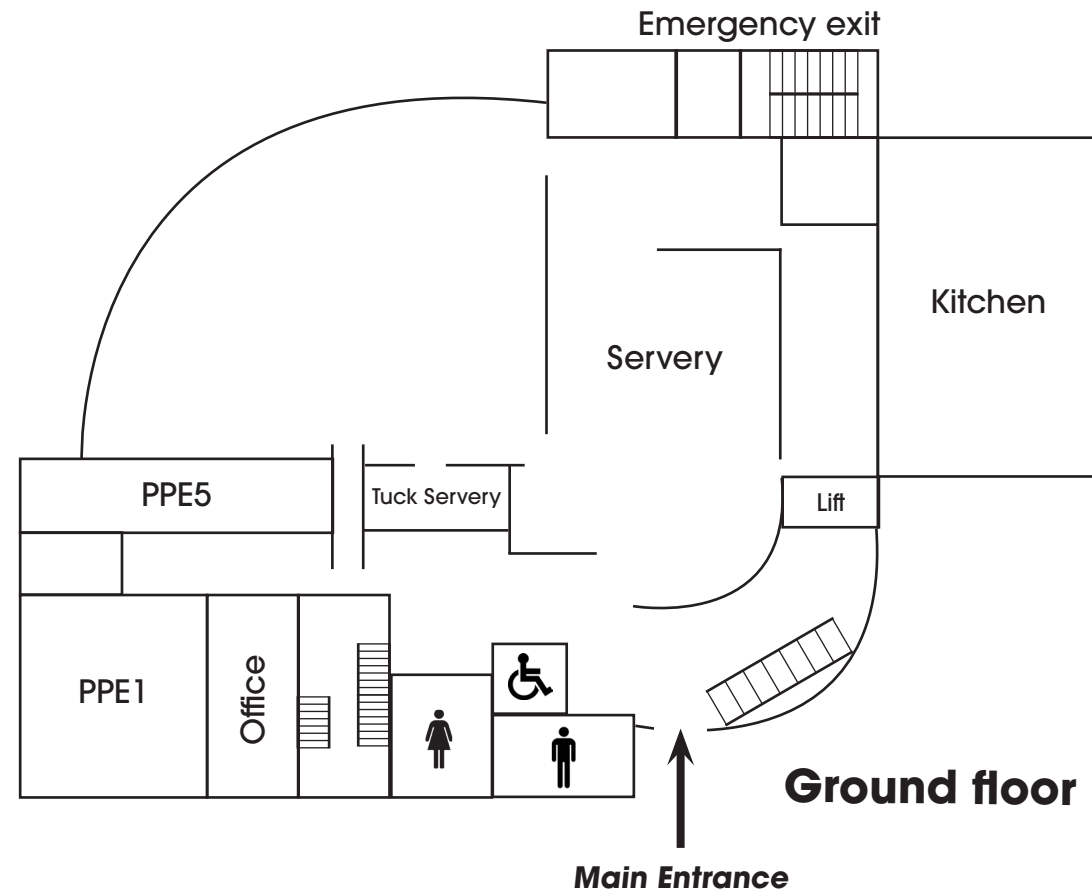 Emergency exit
Kitchen
Servery
PPE5
Tuck Servery
Lift
PPE1
Office
Ground floor
Main Entrance